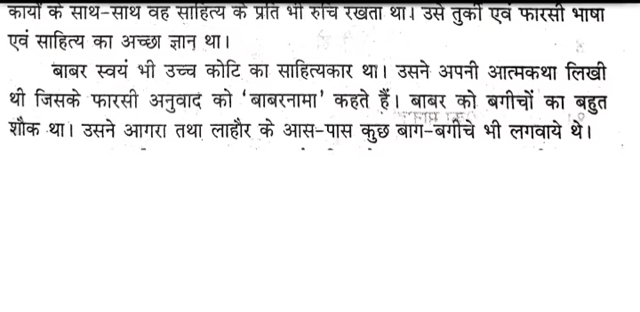 कार्यों के साथ-साथ वह साहित्य के प्रति भी रुचि रखता था। उसे तुर्की एवं फारसी भाषा
एवं साहित्य का अच्छा ज्ञान था।
बाबर स्वयं भी उच्च कोटि का साहित्यकार था। उसने अपनी आत्मकथा लिखी
थी जिसके फारसी अनुवाद को ‘बाबरनामा’ कहते हैं। बाबर को बगीचों का बहुत
शौक था। उसने आगरा तथा लाहौर के आस-पास कुछ बाग-बगीचे भी लगवाये थे।